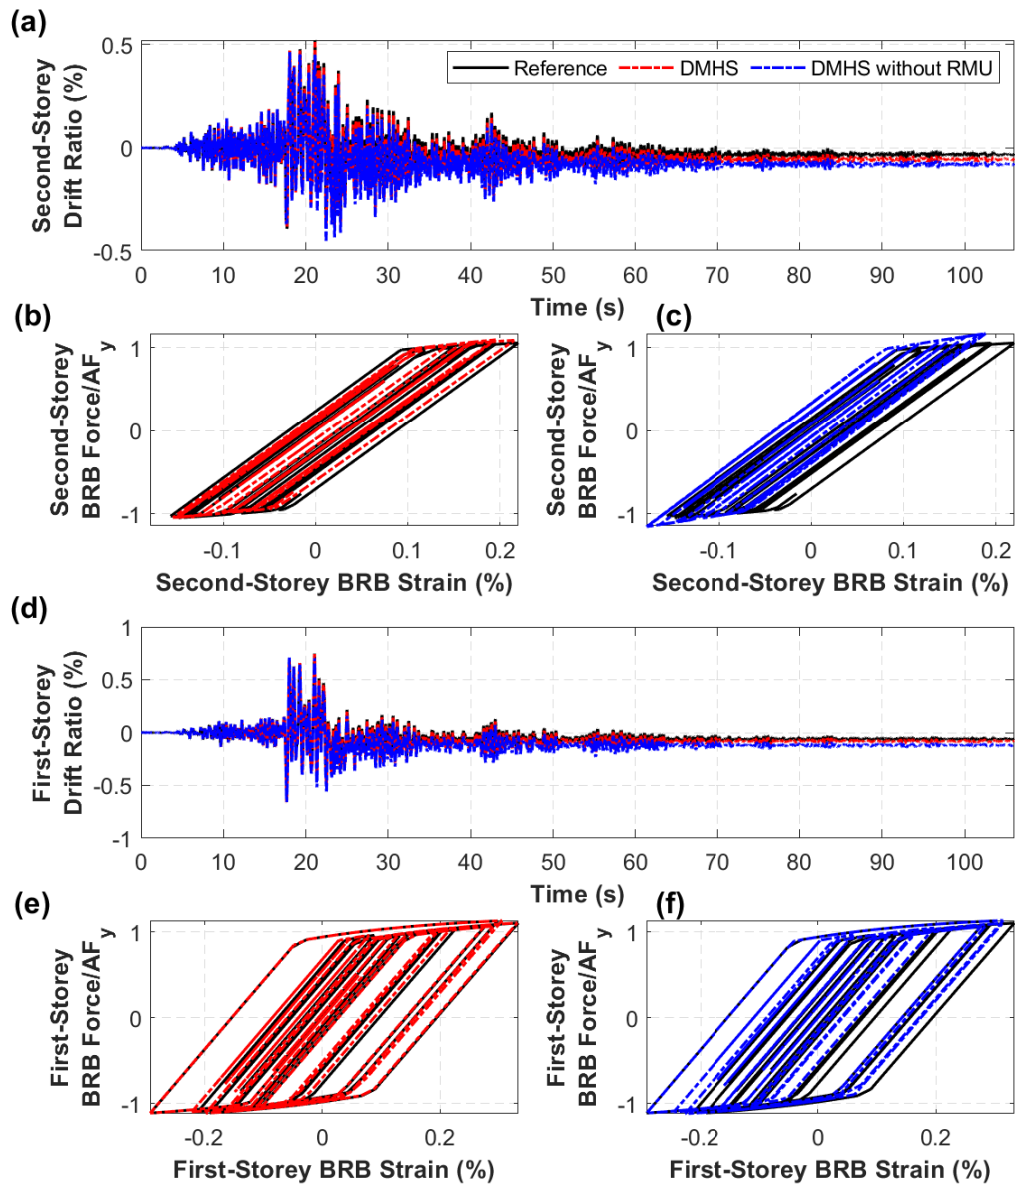 (a)
Second-Storey
Drift Ratio (%)
0.5
0
-0.5
Reference DMHS DMHS without RMU
0 10 20 30 40 50 60 70 80 90 100
Time (s)
(b)
Second-Storey
BRB Force/AF y
1
0
-1
-0.1 0 0.1 0.2
Second-Storey BRB Strain (%)
(c)
Second-Storey
BRB Force/AF y
1
0
-1
-0.1 0 0.1 0.2
Second-Storey BRB Strain (%)
(d)
First-Storey
Drift Ratio (%)
1
0.5
0
-0.5
-1
0 10 20 30 40 50 60 70 80 90 100
Time (s)
(e)
First-Storey
BRB Force/AF y
1
0
-1
-0.2 0 0.2
First-Storey BRB Strain (%)
(f)
First-Storey
BRB Force/AF y
1
0
-1
-0.2 0 0.2
First-Storey BRB Strain (%)